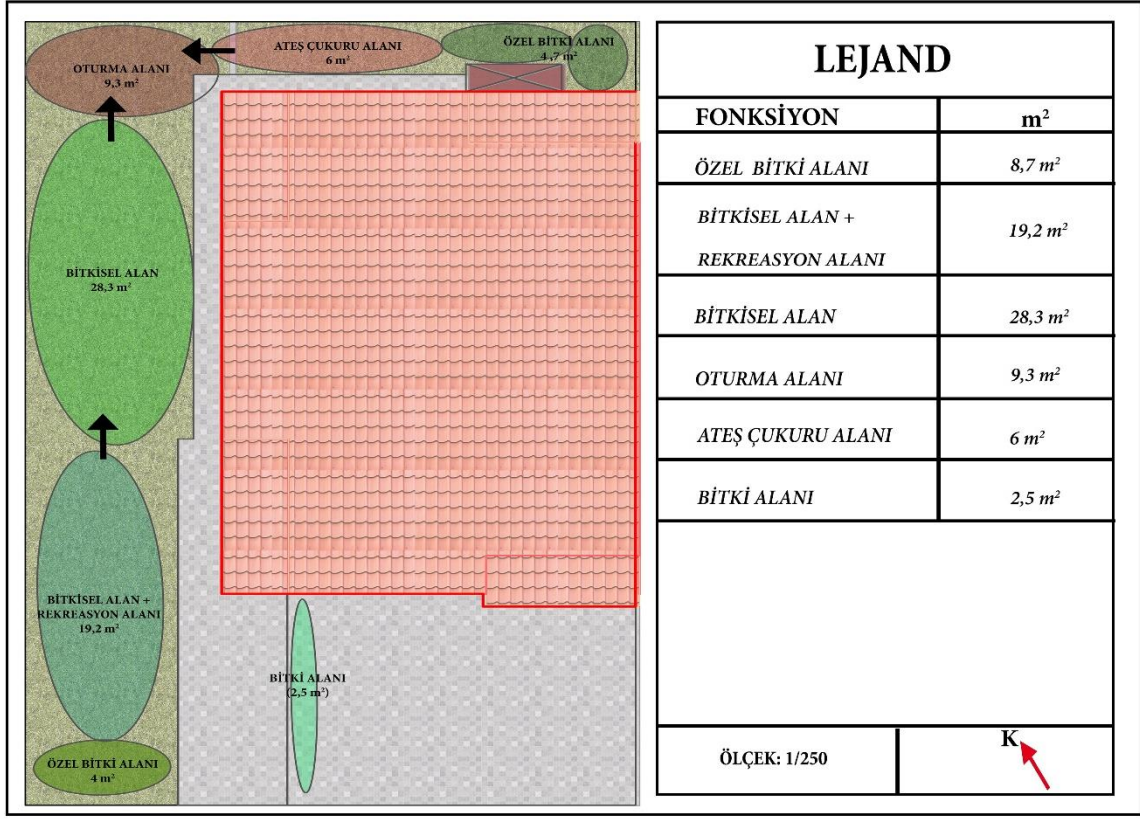 ATEŞ ÇUKURU ALANI
6 m²
ÖZEL BİTKİ ALANI
4 ,7 m²
OTURMA ALANI
9,3 m²
BİTKİSEL ALAN
28,3 m²
BİTKİSEL ALAN +
REKREASYON ALANI
19,2 m²
BİTKİ ALANI
(2,5 m²)
ÖZEL BİTKİ ALANI
4 m²
LEJAND
FONKSİYON m²
ÖZEL BİTKİ ALANI 8,7 m²
BİTKİSEL ALAN +
REKREASYON ALANI 19,2 m²
BİTKİSEL ALAN 28,3 m²
OTURMA ALANI 9,3 m²
ATEŞ ÇUKURU ALANI 6 m²
BİTKİ ALANI 2,5 m²
ÖLÇEK: 1/250 K